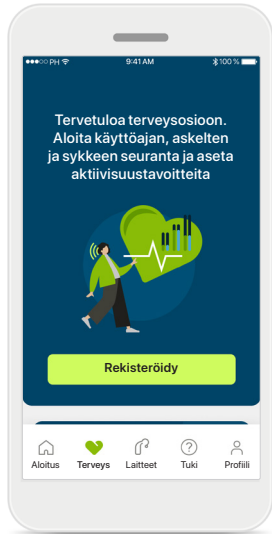 ●●●○○ PH 9:41 AM 100 %
Tervetuloa terveysosioon.
Aloita käyttöajan, askelten
ja sykkeen seuranta ja aseta
aktiivisuustavoitteita
Rekisteröidy
Aloitus Terveys Laitteet Tuki Profiili